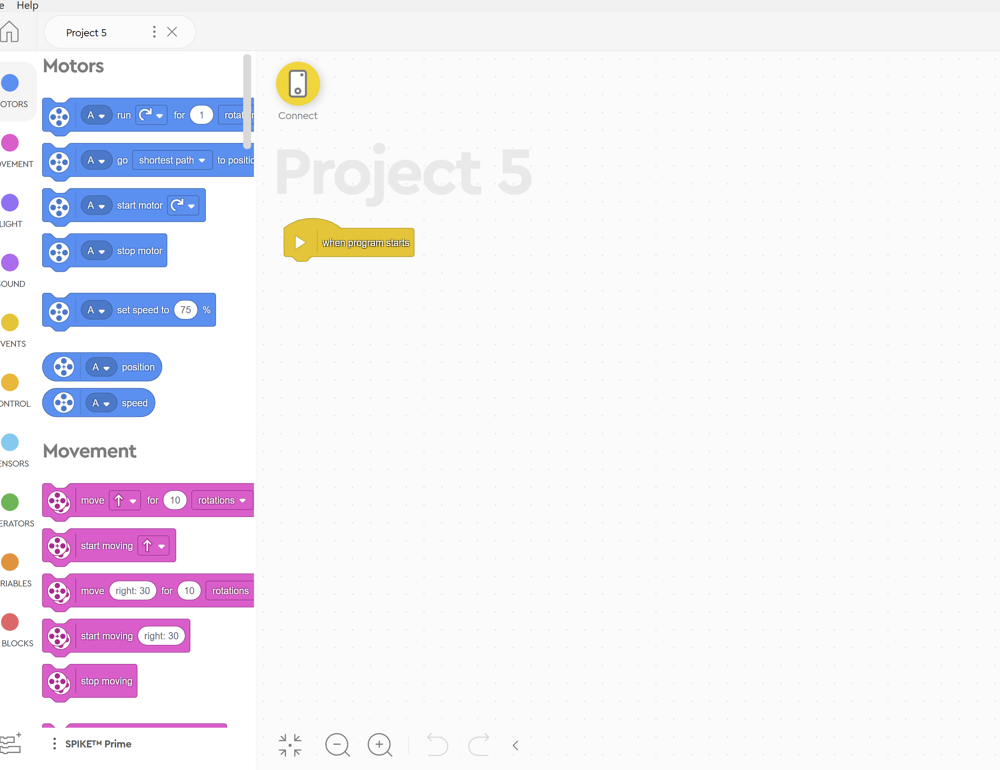 e Help
Project 5
Motors
OTORS
A run for 1 rotat
A go shortest path to positic
OVEMENT
A start motor
LIGHT
A stop motor
SOUND
A set speed to 75 %
VENTS
A position
ONTROL
A speed
Movement
ENSORS
move for 10 rotations
ERATORS
start moving
RIABLES
move right: 30 for 10 rotations
start moving right: 30
BLOCKS
stop moving
SPIKE™ Prime
Connect
Project 5
when program starts